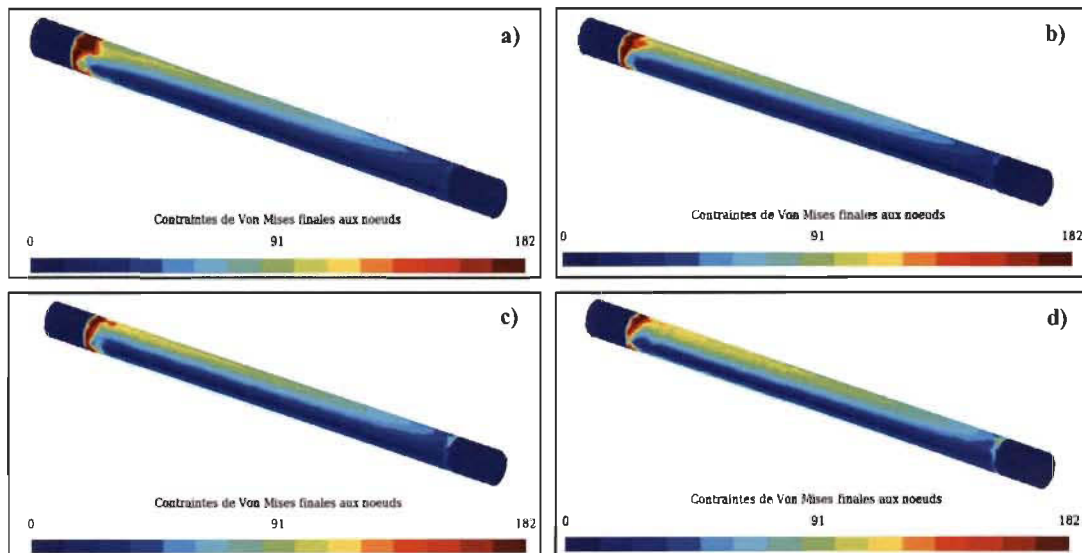 a)
Contraintes de Von Mises finales aux noeuds
0 91 182
b)
Contraintes de Von Mises finales aux noeuds
0 91 182
c)
Contraintes de Von Mises finales aux noeuds
0 91 182
d)
Contraintes de Von Mises finales aux noeuds
0 91 182